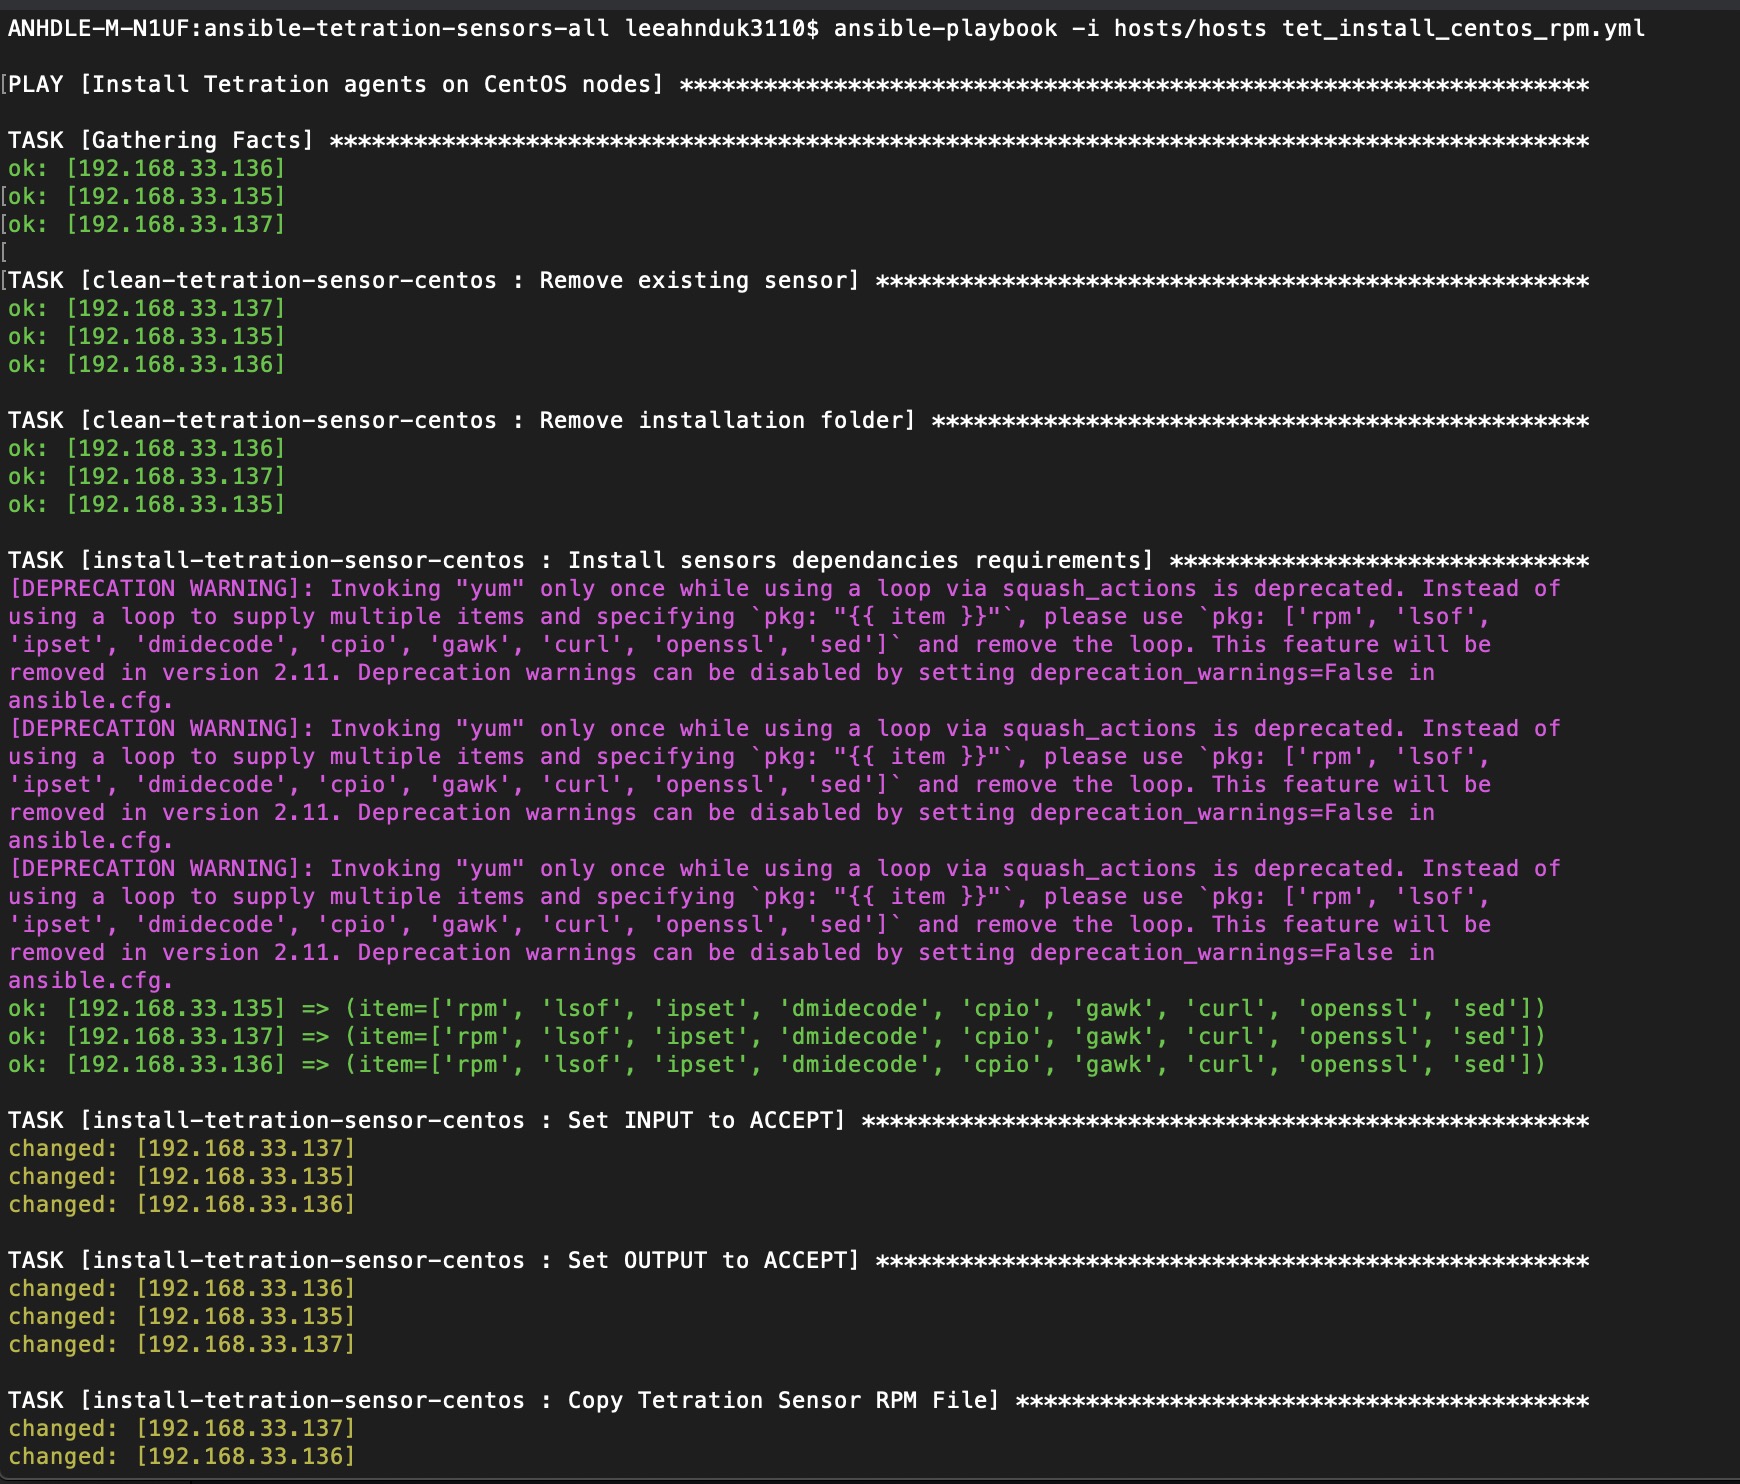 ANHDLE-M-N1UF:ansible-tetration-sensors-all leeahnduk3110$ ansible-playbook -i hosts/hosts tet_install_centos_rpm.yml
[PLAY [Install Tetration agents on CentOS nodes] *****************************************************************
TASK [Gathering Facts] ******************************************************************************************
ok: [192.168.33.136]
[ok: [192.168.33.135]
[ok: [192.168.33.137]
[
[TASK [clean-tetration-sensor-centos : Remove existing sensor] ***************************************************
ok: [192.168.33.137]
ok: [192.168.33.135]
ok: [192.168.33.136]
TASK [clean-tetration-sensor-centos : Remove installation folder] ***********************************************
ok: [192.168.33.136]
ok: [192.168.33.137]
ok: [192.168.33.135]
TASK [install-tetration-sensor-centos : Install sensors dependancies requirements] ******************************
[DEPRECATION WARNING]: Invoking "yum" only once while using a loop via squash_actions is deprecated. Instead of
using a loop to supply multiple items and specifying `pkg: "{{ item }}"`, please use `pkg: ['rpm', 'lsof',
'ipset', 'dmidecode', 'cpio', 'gawk', 'curl', 'openssl', 'sed']` and remove the loop. This feature will be
removed in version 2.11. Deprecation warnings can be disabled by setting deprecation_warnings=False in
ansible.cfg.
[DEPRECATION WARNING]: Invoking "yum" only once while using a loop via squash_actions is deprecated. Instead of
using a loop to supply multiple items and specifying `pkg: "{{ item }}"`, please use `pkg: ['rpm', 'lsof',
'ipset', 'dmidecode', 'cpio', 'gawk', 'curl', 'openssl', 'sed']` and remove the loop. This feature will be
removed in version 2.11. Deprecation warnings can be disabled by setting deprecation_warnings=False in
ansible.cfg.
[DEPRECATION WARNING]: Invoking "yum" only once while using a loop via squash_actions is deprecated. Instead of
using a loop to supply multiple items and specifying `pkg: "{{ item }}"`, please use `pkg: ['rpm', 'lsof',
'ipset', 'dmidecode', 'cpio', 'gawk', 'curl', 'openssl', 'sed']` and remove the loop. This feature will be
removed in version 2.11. Deprecation warnings can be disabled by setting deprecation_warnings=False in
ansible.cfg.
ok: [192.168.33.135] => (item=['rpm', 'lsof', 'ipset', 'dmidecode', 'cpio', 'gawk', 'curl', 'openssl', 'sed'])
ok: [192.168.33.137] => (item=['rpm', 'lsof', 'ipset', 'dmidecode', 'cpio', 'gawk', 'curl', 'openssl', 'sed'])
ok: [192.168.33.136] => (item=['rpm', 'lsof', 'ipset', 'dmidecode', 'cpio', 'gawk', 'curl', 'openssl', 'sed'])
TASK [install-tetration-sensor-centos : Set INPUT to ACCEPT] ****************************************************
changed: [192.168.33.137]
changed: [192.168.33.135]
changed: [192.168.33.136]
TASK [install-tetration-sensor-centos : Set OUTPUT to ACCEPT] ***************************************************
changed: [192.168.33.136]
changed: [192.168.33.135]
changed: [192.168.33.137]
TASK [install-tetration-sensor-centos : Copy Tetration Sensor RPM File] *****************************************
changed: [192.168.33.137]
changed: [192.168.33.136]